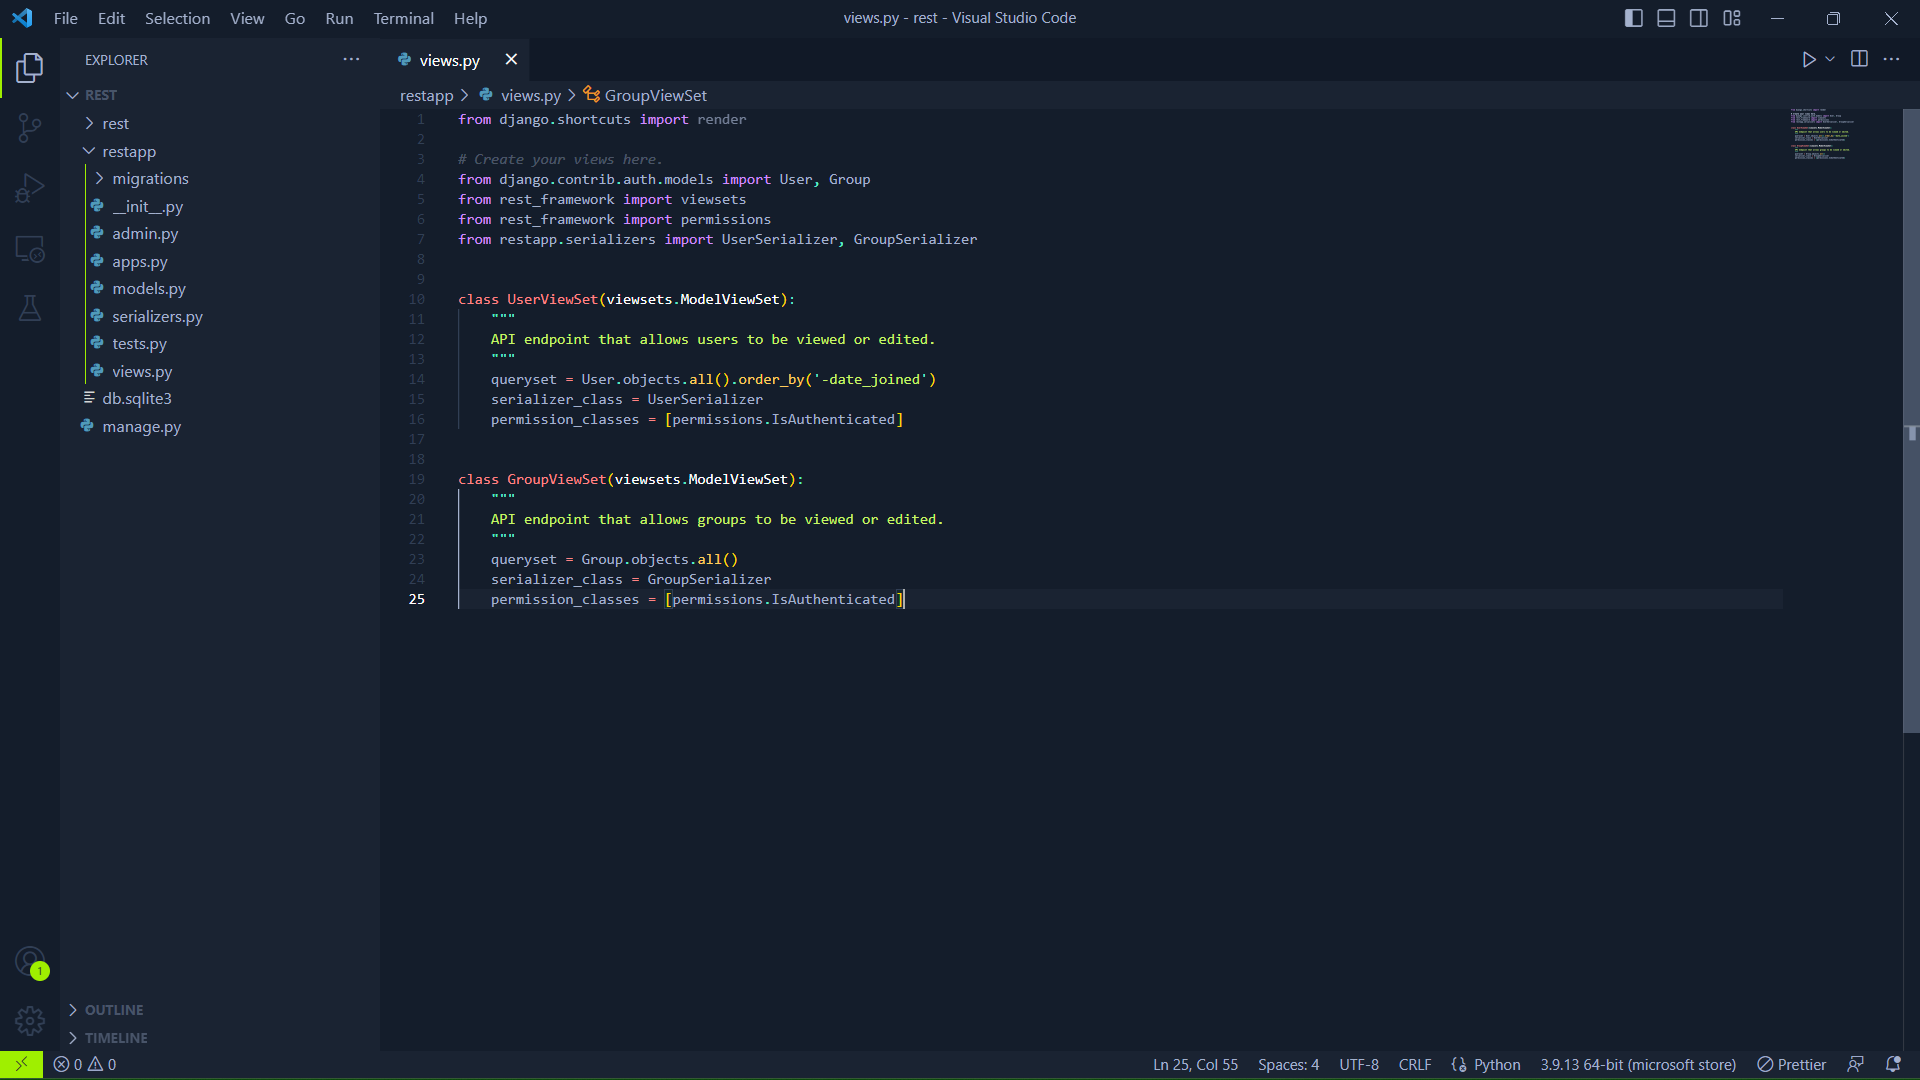 File Edit Selection View Go Run Terminal Help
views.py - rest - Visual Studio Code
EXPLORER
REST
rest
restapp
migrations
__init__.py
admin.py
apps.py
models.py
serializers.py
tests.py
views.py
db.sqlite3
manage.py
OUTLINE
TIMELINE
1
views.py
restapp > views.py > GroupViewSet
1 from django.shortcuts import render
2
3 # Create your views here.
4 from django.contrib.auth.models import User, Group
5 from rest_framework import viewsets
6 from rest_framework import permissions
7 from restapp.serializers import UserSerializer, GroupSerializer
8
9
10 class UserViewSet(viewsets.ModelViewSet):
11     """
12     API endpoint that allows users to be viewed or edited.
13     """
14     queryset = User.objects.all().order_by('-date_joined')
15     serializer_class = UserSerializer
16     permission_classes = [permissions.IsAuthenticated]
17
18
19 class GroupViewSet(viewsets.ModelViewSet):
20     """
21     API endpoint that allows groups to be viewed or edited.
22     """
23     queryset = Group.objects.all()
24     serializer_class = GroupSerializer
25     permission_classes = [permissions.IsAuthenticated]
0 0
Ln 25, Col 55 Spaces: 4 UTF-8 CRLF Python 3.9.13 64-bit (microsoft store) Prettier